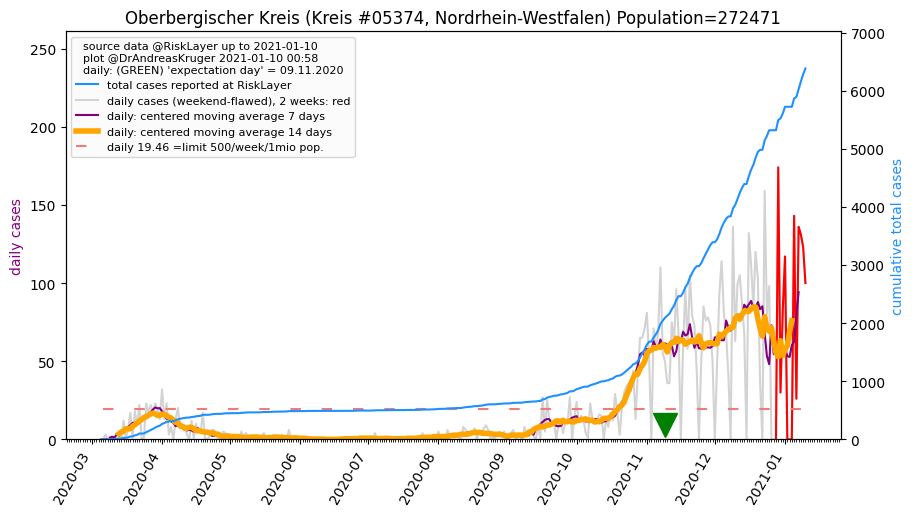 Oberbergischer Kreis (Kreis #05374, Nordrhein-Westfalen) Population=272471
source data @RiskLayer up to 2021-01-10
plot @DrAndreasKruger 2021-01-10 00:58
daily: (GREEN) 'expectation day' = 09.11.2020
total cases reported at RiskLayer
daily cases (weekend-flawed), 2 weeks: red
daily: centered moving average 7 days
daily: centered moving average 14 days
daily 19.46 =limit 500/week/1mio pop.
daily cases
250
200
150
100
50
0
cumulative total cases
7000
6000
5000
4000
3000
2000
1000
0
2020-03
2020-04
2020-05
2020-06
2020-07
2020-08
2020-09
2020-10
2020-11
2020-12
2021-01